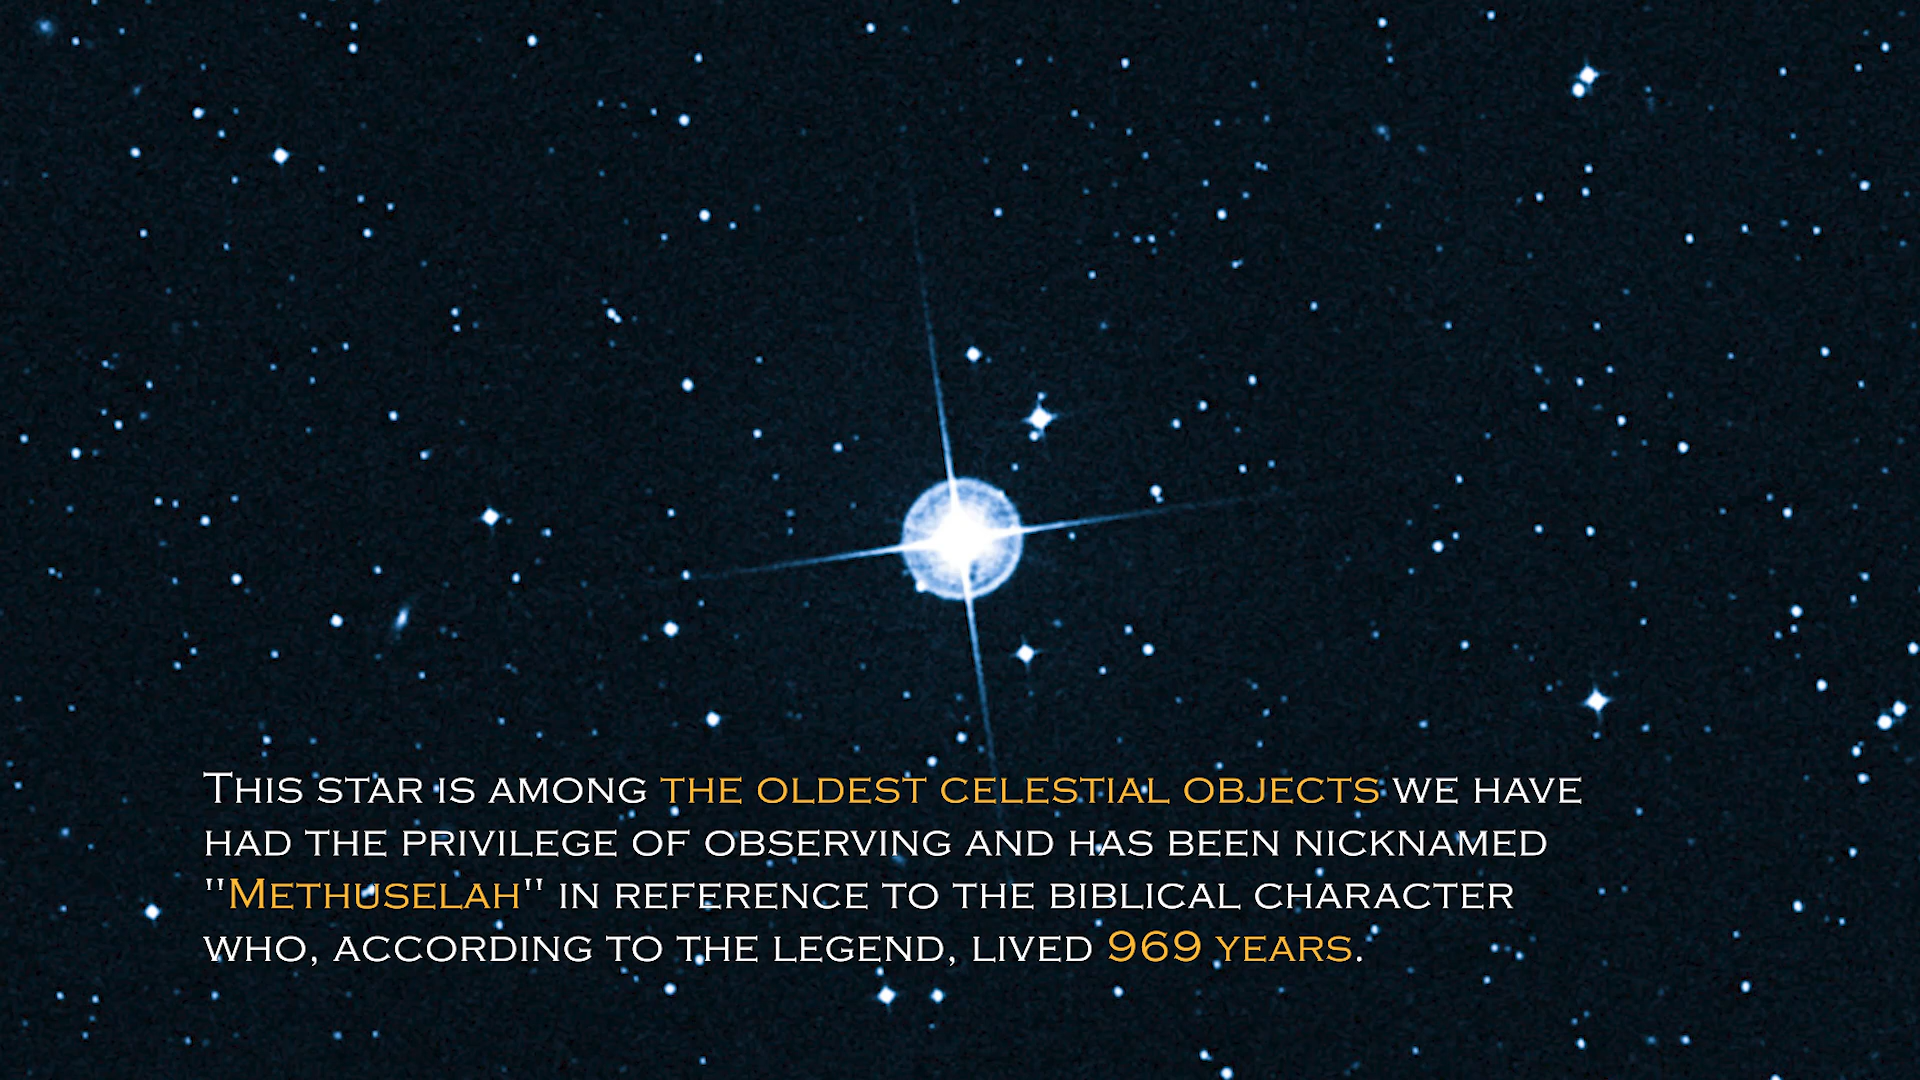 This star is among the oldest celestial objects we have
had the privilege of observing and has been nicknamed
"Methuselah" in reference to the biblical character
who, according to the legend, lived 969 years.